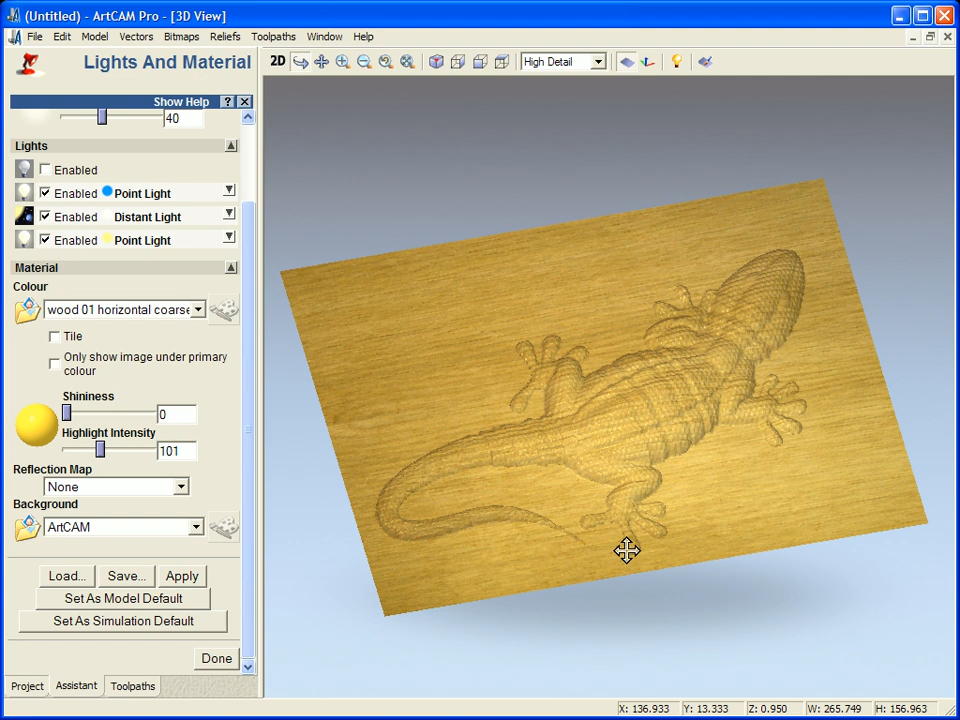 (Untitled) - ArtCAM Pro - [3D View]
File Edit Model Vectors Bitmaps Reliefs Toolpaths Window Help
Lights And Material
2D High Detail
Show Help ?
40
Lights
Enabled
Enabled Point Light
Enabled Distant Light
Enabled Point Light
Material
Colour
wood 01 horizontal coarse
Tile
Only show image under primary
colour
Shininess
0
Highlight Intensity
101
Reflection Map
None
Background
ArtCAM
Load... Save... Apply
Set As Model Default
Set As Simulation Default
Done
Project Assistant Toolpaths
X: 136.933 Y: 13.333 Z: 0.950 W: 265.749 H: 156.963